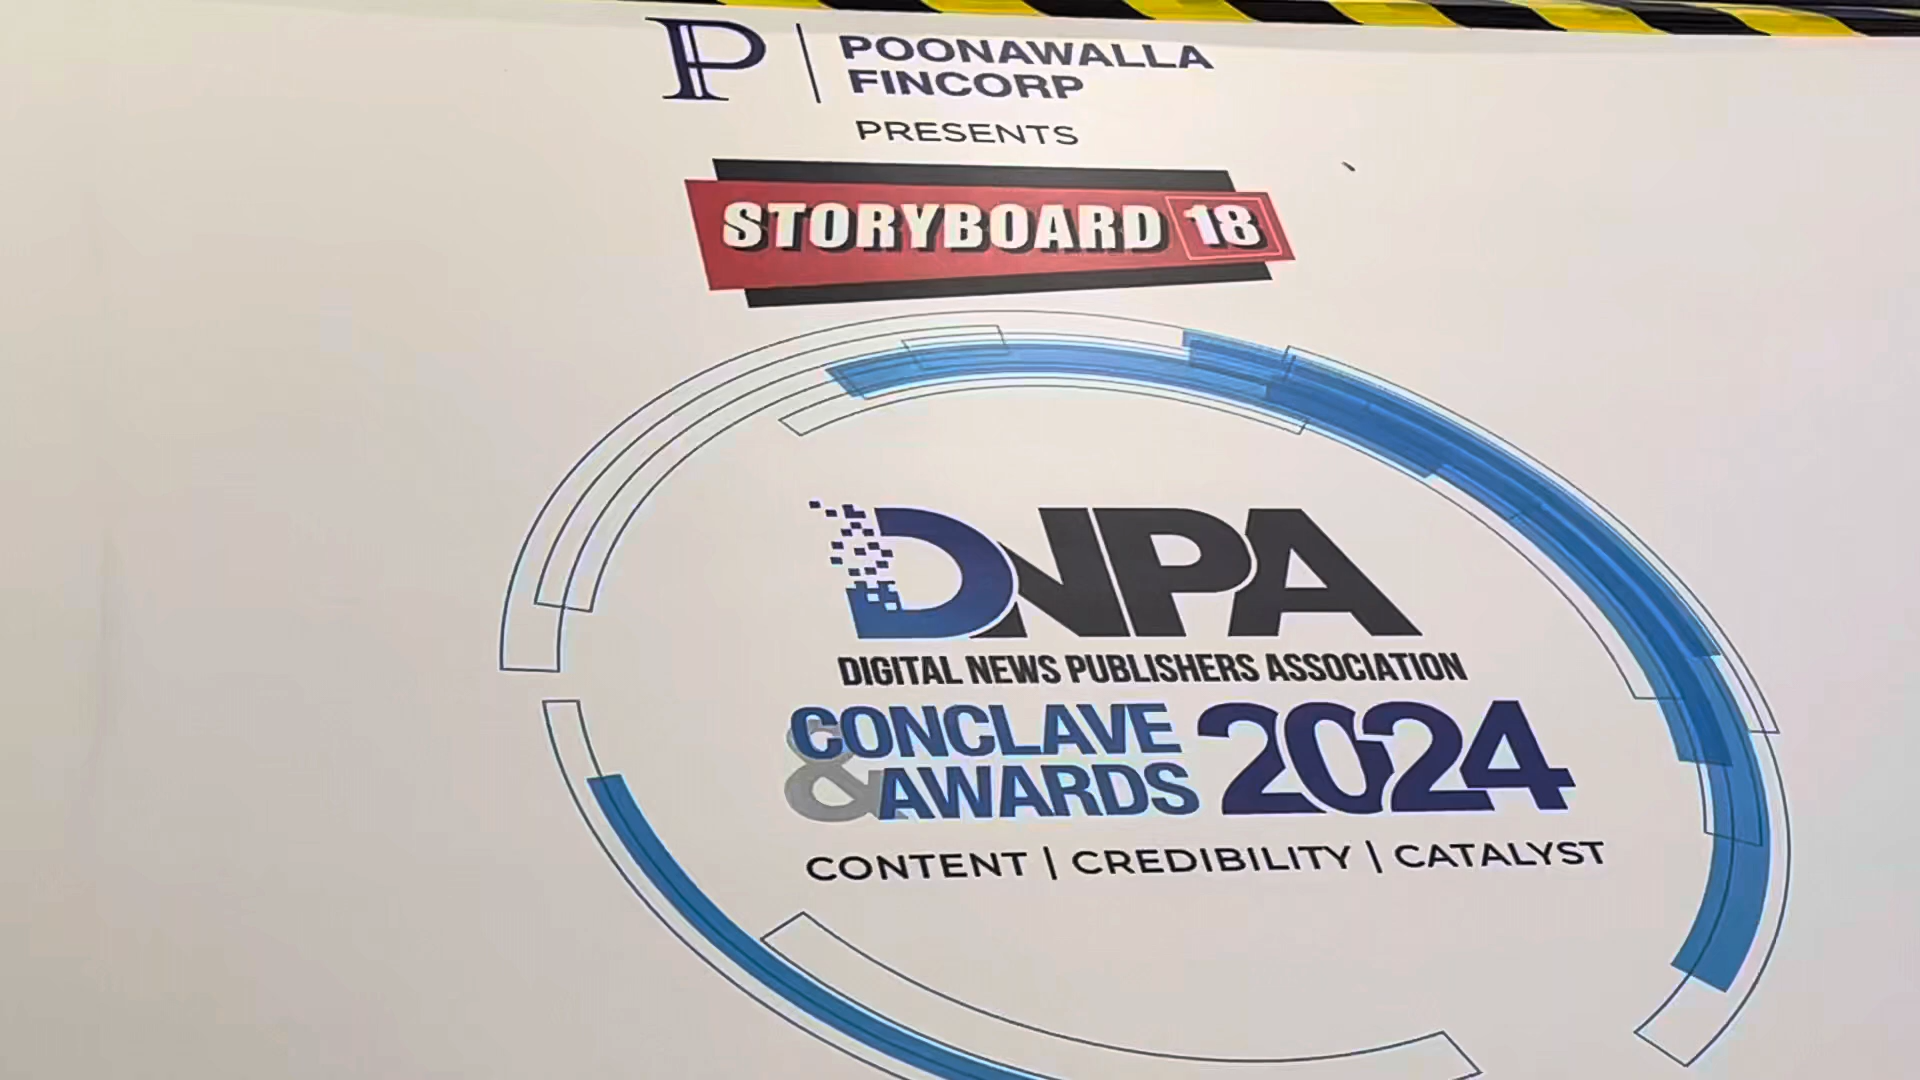 P | POONAWALLA
FINCORP
PRESENTS
STORYBOARD 18
DNPA
DIGITAL NEWS PUBLISHERS ASSOCIATION
CONCLAVE
& AWARDS 2024
CONTENT | CREDIBILITY | CATALYST